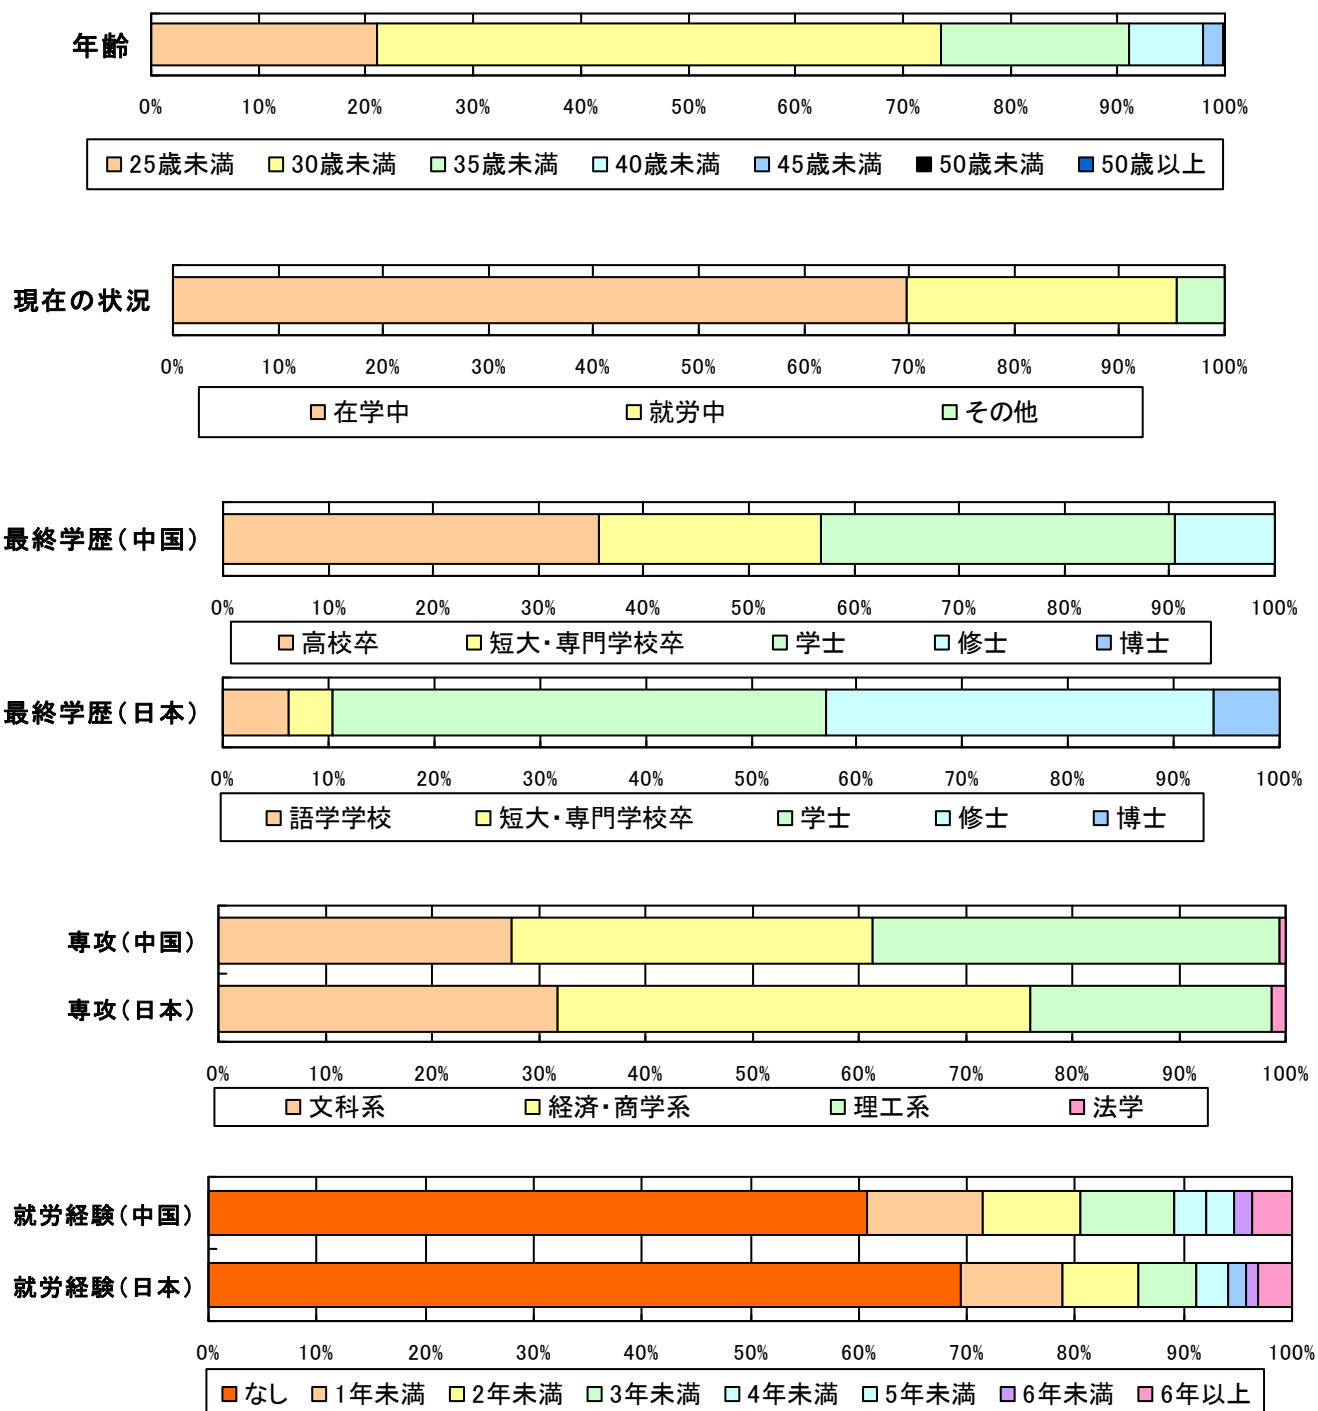 年齢
0% 10% 20% 30% 40% 50% 60% 70% 80% 90% 100%
25歳未満 30歳未満 35歳未満 40歳未満 45歳未満 50歳未満 50歳以上
現在の状況
0% 10% 20% 30% 40% 50% 60% 70% 80% 90% 100%
在学中 就労中 その他
最終学歴(中国)
0% 10% 20% 30% 40% 50% 60% 70% 80% 90% 100%
高校卒 短大・専門学校卒 学士 修士 博士
最終学歴(日本)
0% 10% 20% 30% 40% 50% 60% 70% 80% 90% 100%
語学学校 短大・専門学校卒 学士 修士 博士
専攻(中国)
専攻(日本)
0% 10% 20% 30% 40% 50% 60% 70% 80% 90% 100%
文科系 経済・商学系 理工系 法学
就労経験(中国)
就労経験(日本)
0% 10% 20% 30% 40% 50% 60% 70% 80% 90% 100%
なし 1年未満 2年未満 3年未満 4年未満 5年未満 6年未満 6年以上